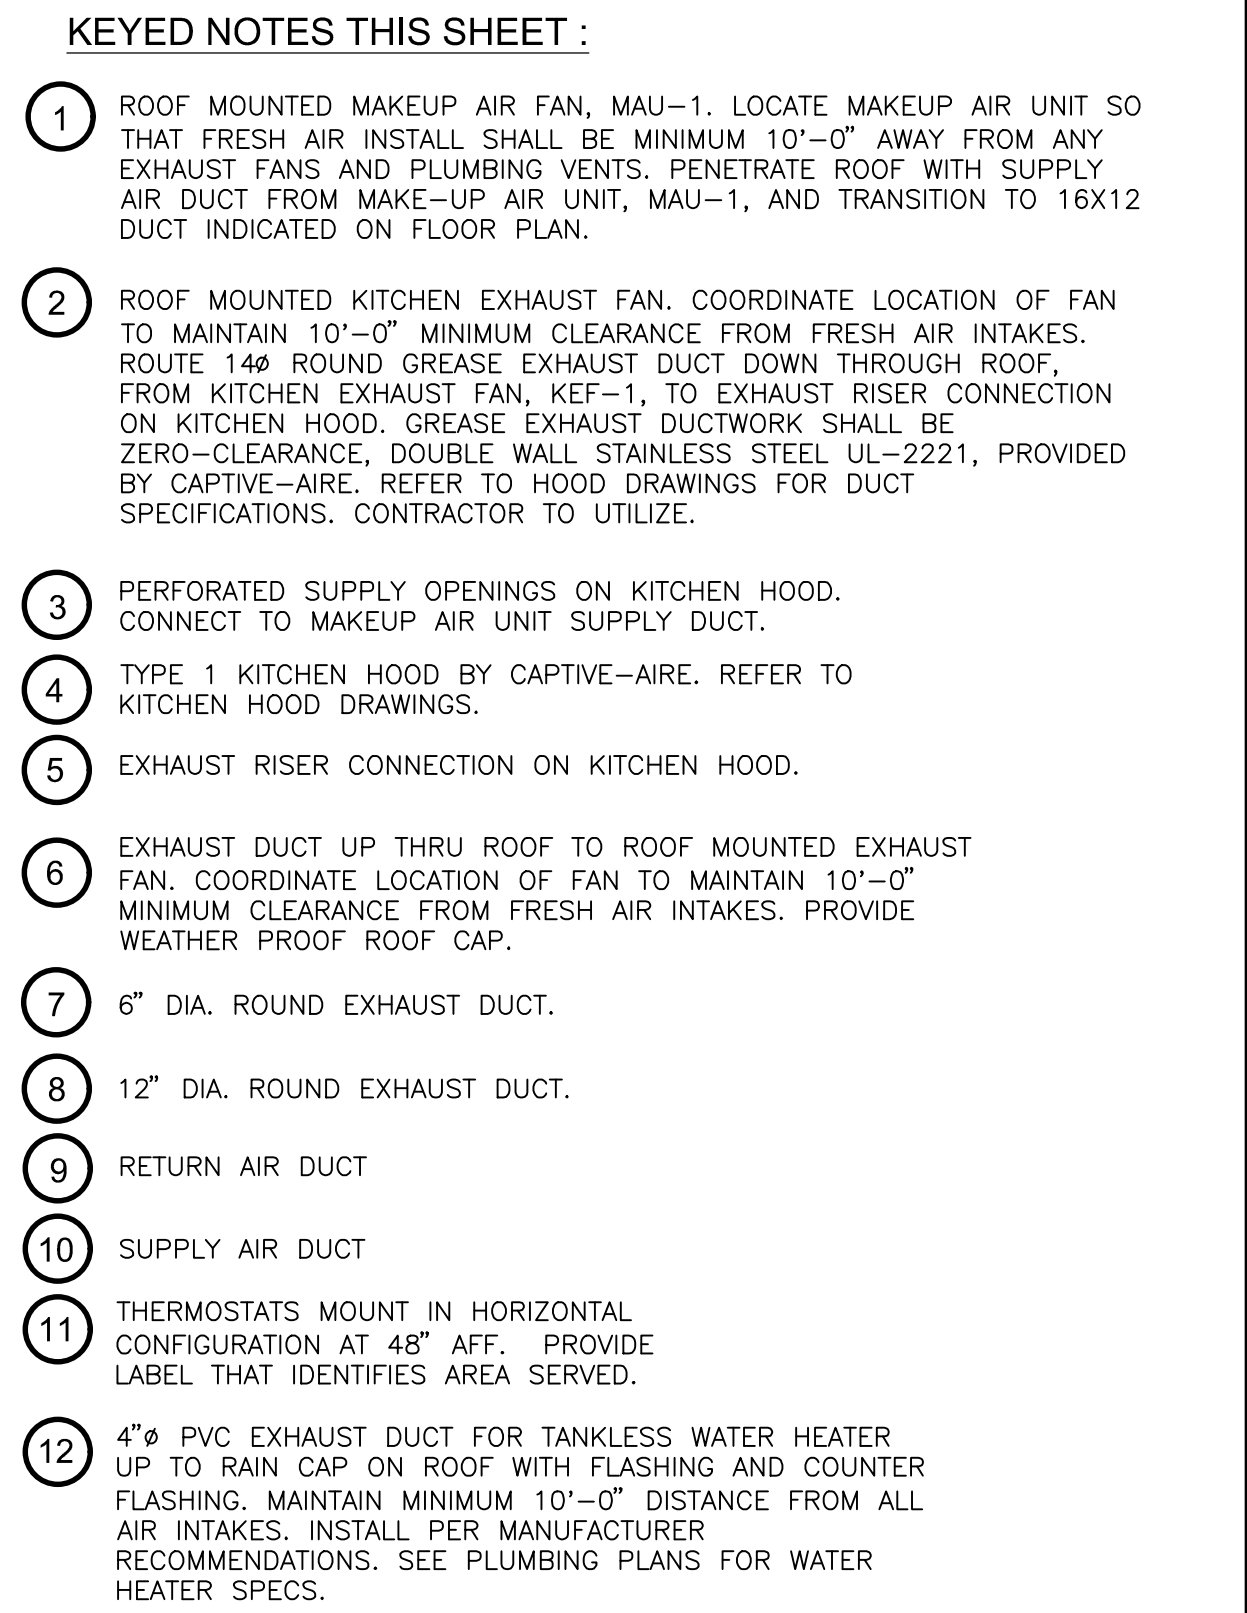 KEYED NOTES THIS SHEET :
1
ROOF MOUNTED MAKEUP AIR FAN, MAU-1. LOCATE MAKEUP AIR UNIT SO
THAT FRESH AIR INSTALL SHALL BE MINIMUM 10'-0" AWAY FROM ANY
EXHAUST FANS AND PLUMBING VENTS. PENETRATE ROOF WITH SUPPLY
AIR DUCT FROM MAKE-UP AIR UNIT, MAU-1, AND TRANSITION TO 16X12
DUCT INDICATED ON FLOOR PLAN.
2
ROOF MOUNTED KITCHEN EXHAUST FAN. COORDINATE LOCATION OF FAN
TO MAINTAIN 10'-0" MINIMUM CLEARANCE FROM FRESH AIR INTAKES.
ROUTE 14ø ROUND GREASE EXHAUST DUCT DOWN THROUGH ROOF,
FROM KITCHEN EXHAUST FAN, KEF-1, TO EXHAUST RISER CONNECTION
ON KITCHEN HOOD. GREASE EXHAUST DUCTWORK SHALL BE
ZERO-CLEARANCE, DOUBLE WALL STAINLESS STEEL UL-2221, PROVIDED
BY CAPTIVE-AIRE. REFER TO HOOD DRAWINGS FOR DUCT
SPECIFICATIONS. CONTRACTOR TO UTILIZE.
3
PERFORATED SUPPLY OPENINGS ON KITCHEN HOOD.
CONNECT TO MAKEUP AIR UNIT SUPPLY DUCT.
4
TYPE 1 KITCHEN HOOD BY CAPTIVE-AIRE. REFER TO
KITCHEN HOOD DRAWINGS.
5
EXHAUST RISER CONNECTION ON KITCHEN HOOD.
6
EXHAUST DUCT UP THRU ROOF TO ROOF MOUNTED EXHAUST
FAN. COORDINATE LOCATION OF FAN TO MAINTAIN 10'-0"
MINIMUM CLEARANCE FROM FRESH AIR INTAKES. PROVIDE
WEATHER PROOF ROOF CAP.
7
6" DIA. ROUND EXHAUST DUCT.
8
12" DIA. ROUND EXHAUST DUCT.
9
RETURN AIR DUCT
10
SUPPLY AIR DUCT
11
THERMOSTATS MOUNT IN HORIZONTAL
CONFIGURATION AT 48" AFF. PROVIDE
LABEL THAT IDENTIFIES AREA SERVED.
12
4"ø PVC EXHAUST DUCT FOR TANKLESS WATER HEATER
UP TO RAIN CAP ON ROOF WITH FLASHING AND COUNTER
FLASHING. MAINTAIN MINIMUM 10'-0" DISTANCE FROM ALL
AIR INTAKES. INSTALL PER MANUFACTURER
RECOMMENDATIONS. SEE PLUMBING PLANS FOR WATER
HEATER SPECS.